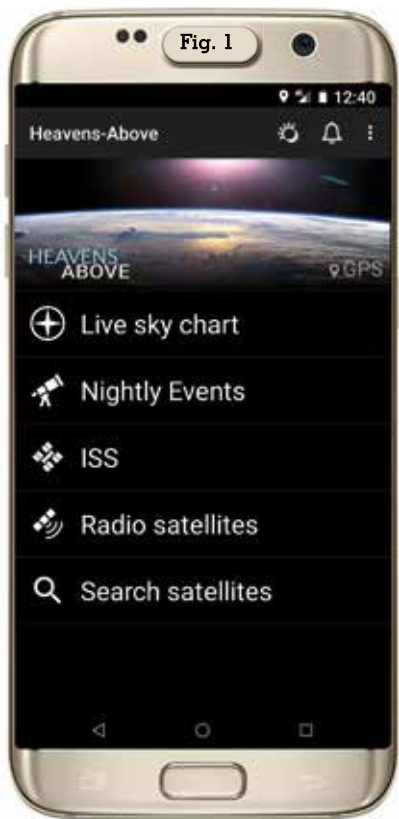 Fig. 1
12:40
Heavens-Above
HEAVENS
ABOVE
GPS
Live sky chart
Nightly Events
ISS
Radio satellites
Search satellites